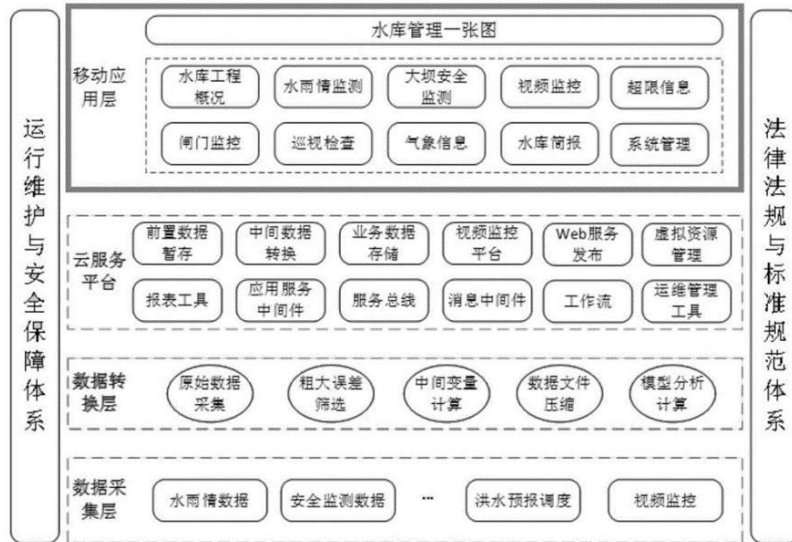 水库管理一张图
移动应
用层
水库工程
概况
水雨情监测
大坝安全
监测
视频监控
超限信息
闸门监控
巡视检查
气象信息
水库简报
系统管理
运行维护与安全保障体系
法律法规与标准规范体系
云服务
平台
前置数据
暂存
中间数据
转换
业务数据
存储
视频监控
平台
Web服务
发布
虚拟资源
管理
报表工具
应用服务
中间件
服务总线
消息中间件
工作流
运维管理
工具
数据转
换层
原始数据
采集
粗大误差
筛选
中间变量
计算
数据文件
压缩
模型分析
计算
数据采
集层
水雨情数据
安全监测数据
...
洪水预报调度
视频监控